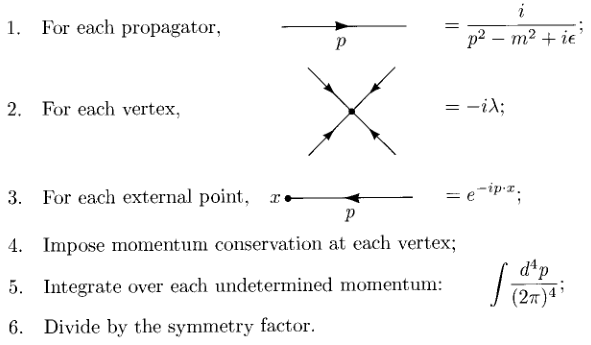 1. For each propagator, p = i / (p² − m² + iϵ);
2. For each vertex, = −iλ;
3. For each external point, x p = e^{−ip·x};
4. Impose momentum conservation at each vertex;
5. Integrate over each undetermined momentum: ∫ d⁴p / (2π)⁴;
6. Divide by the symmetry factor.